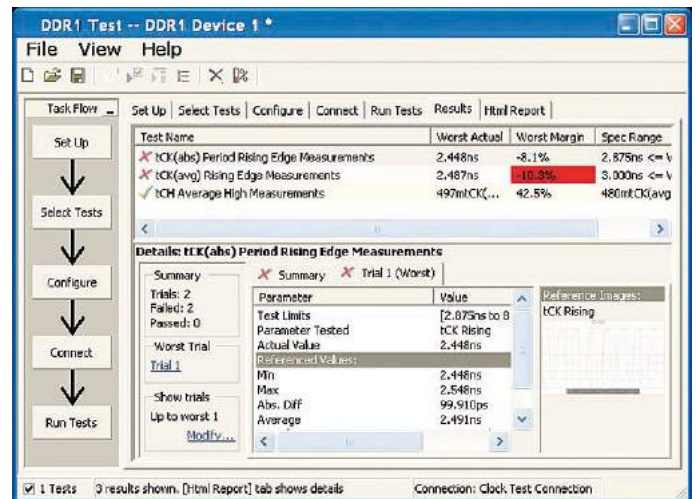 DDR1 Test -- DDR1 Device 1 *
File View Help
Task Flow
Set Up
Select Tests
Configure
Connect
Run Tests
Set Up Select Tests Configure Connect Run Tests Results Html Report
Test Name Worst Actual Worst Margin Spec Range
tCK(abs) Period Rising Edge Measurements 2.448ns -8.1% 2.875ns <=
tCK(avg) Rising Edge Measurements 2.487ns -10.3% 3.000ns <=
tCH Average High Measurements 497mtCK(... 42.5% 480mtCK(avg
Details: tCK(abs) Period Rising Edge Measurements
Summary
Trials: 2
Failed: 2
Passed: 0
Worst Trial
Trial 1
Show trials
Up to worst 1
Modify...
Summary Trial 1 (Worst)
Parameter Value
Test Limits [2.875ns to 8
Parameter Tested tCK Rising
Actual Value 2.448ns
Referenced Values:
Min 2.448ns
Max 2.548ns
Abs. Diff 99.910ps
Average 2.491ns
Reference Images:
tCK Rising
1 Tests 3 results shown. [Html Report] tab shows details Connection: Clock Test Connection